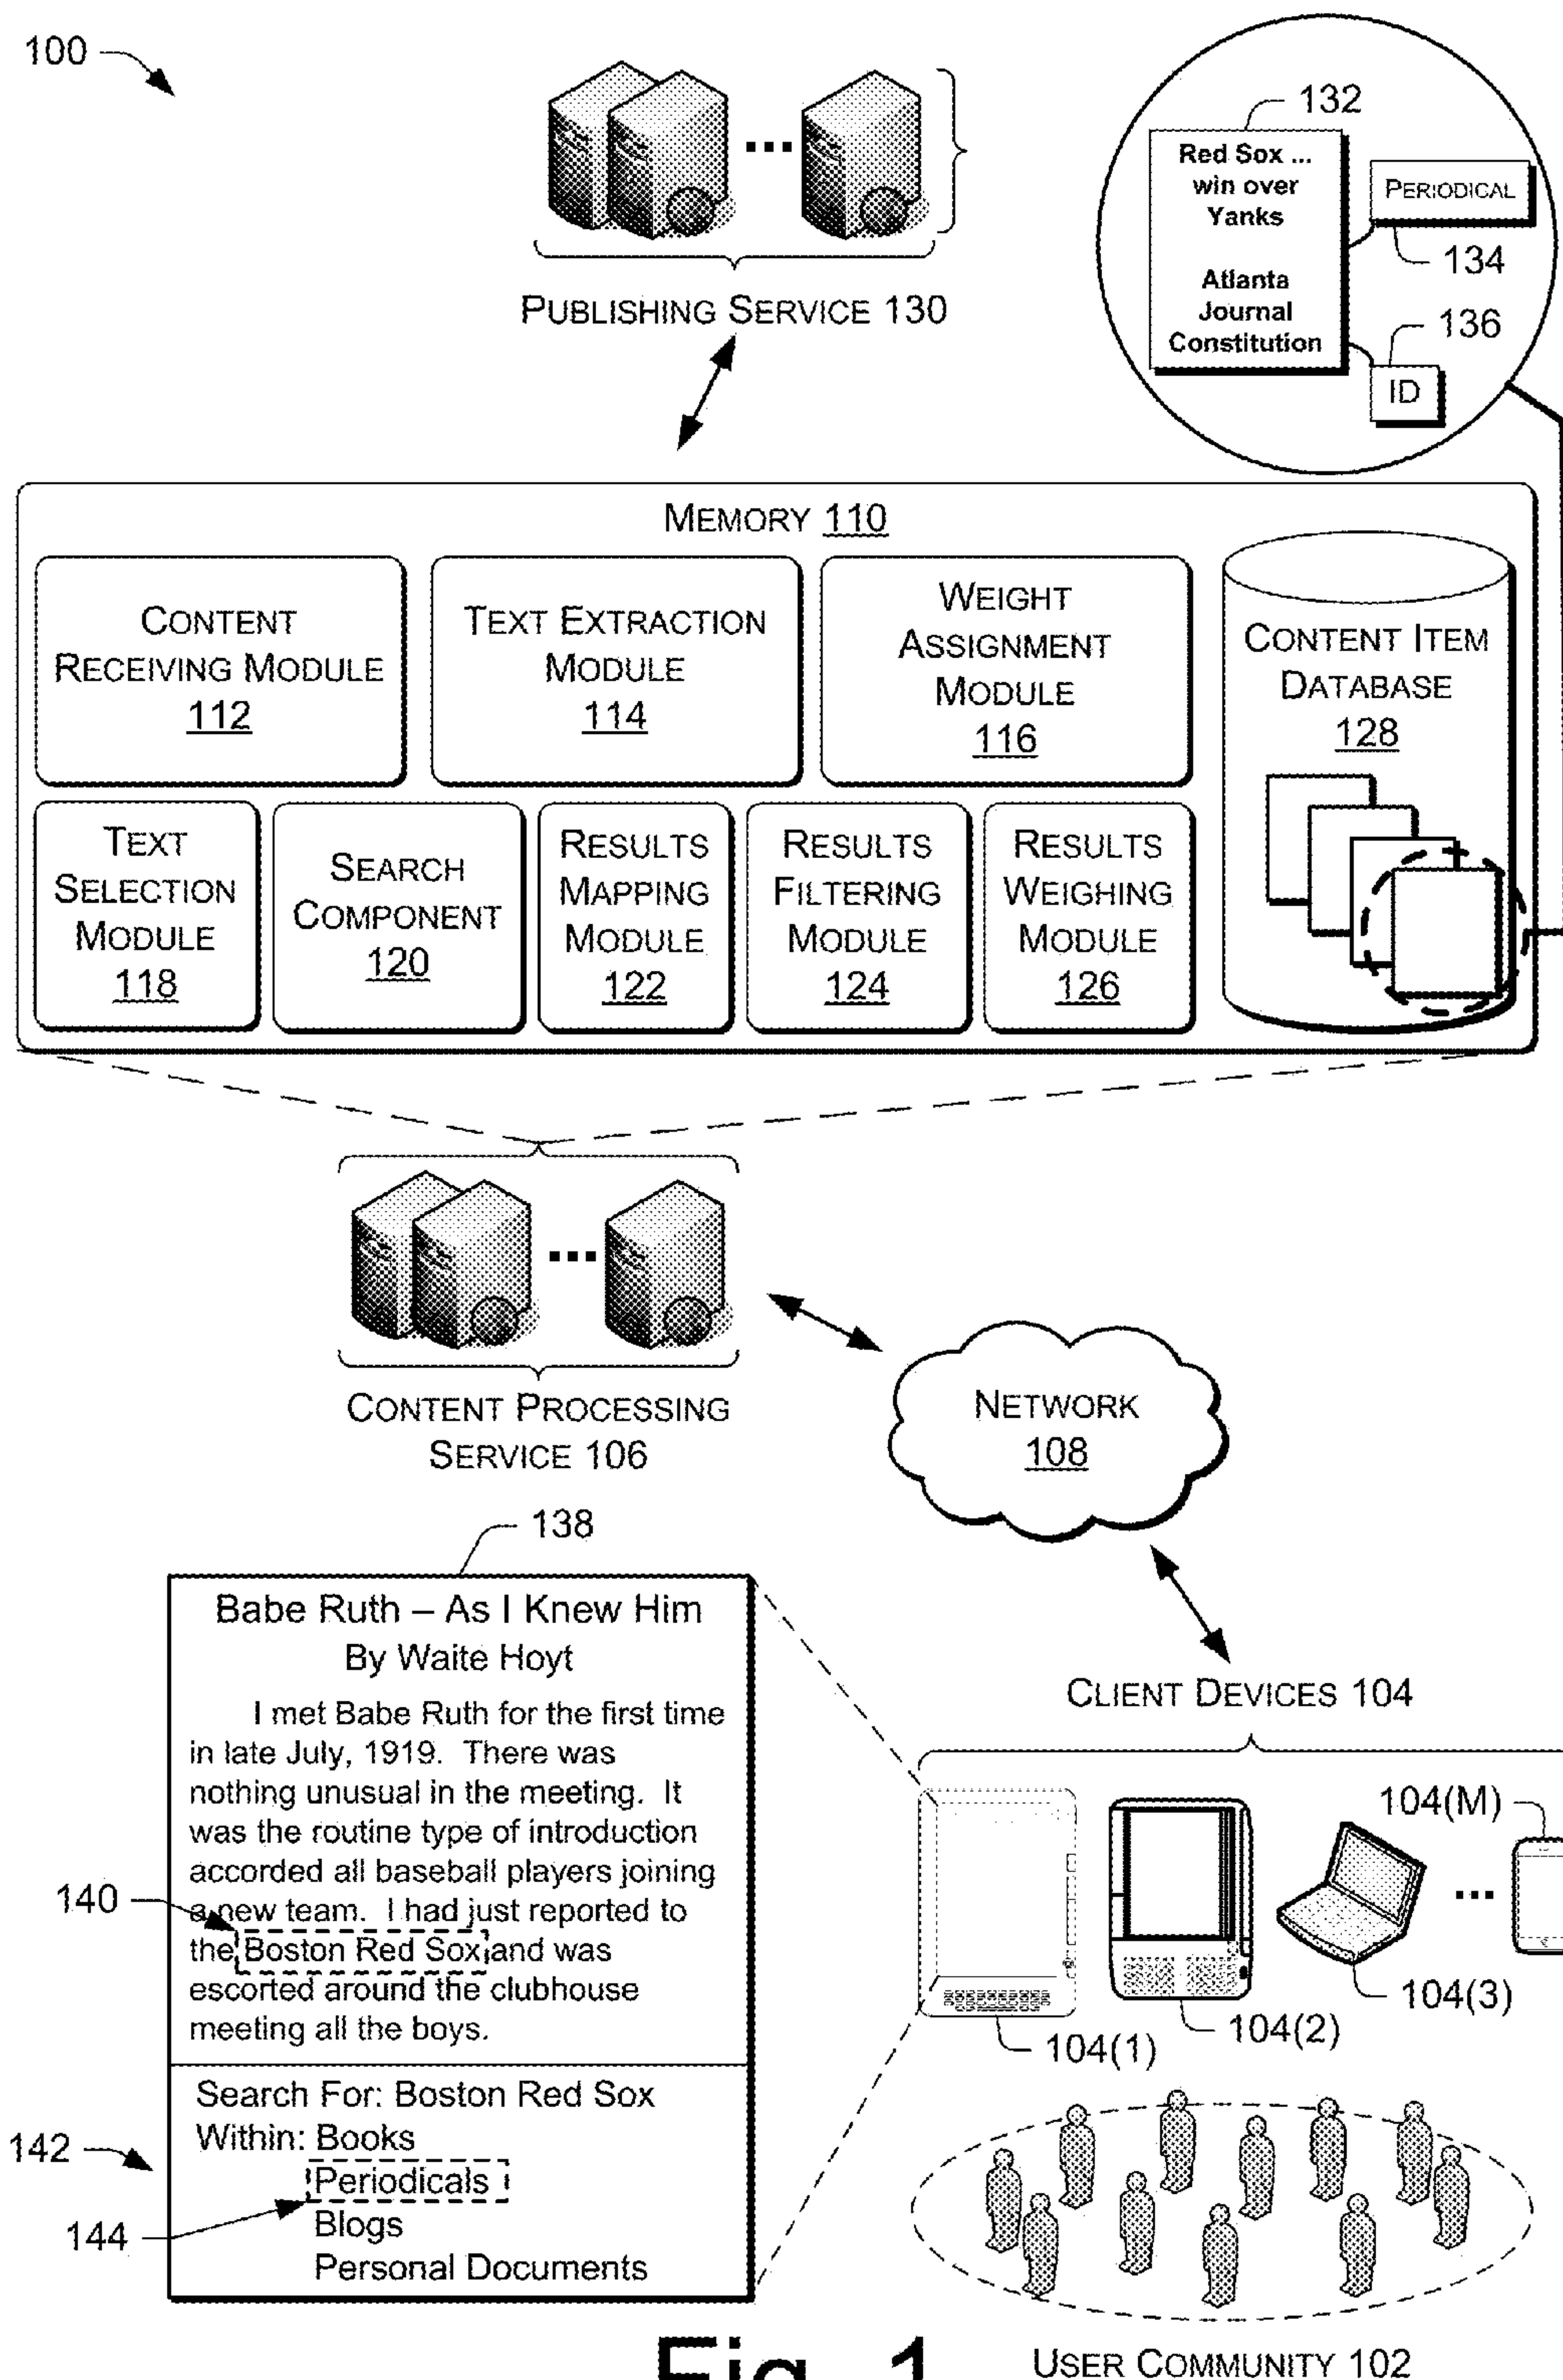 100
PUBLISHING SERVICE 130
132
Red Sox ...
win over
Yanks
Atlanta
Journal
Constitution
PERIODICAL
134
136
ID
MEMORY 110
CONTENT
RECEIVING MODULE
112
TEXT EXTRACTION
MODULE
114
WEIGHT
ASSIGNMENT
MODULE
116
CONTENT ITEM
DATABASE
128
TEXT
SELECTION
MODULE
118
SEARCH
COMPONENT
120
RESULTS
MAPPING
MODULE
122
RESULTS
FILTERING
MODULE
124
RESULTS
WEIGHING
MODULE
126
CONTENT PROCESSING
SERVICE 106
NETWORK
108
138
Babe Ruth – As I Knew Him
By Waite Hoyt
I met Babe Ruth for the first time
in late July, 1919. There was
nothing unusual in the meeting. It
was the routine type of introduction
accorded all baseball players joining
a new team. I had just reported to
the Boston Red Sox and was
escorted around the clubhouse
meeting all the boys.
140
Search For: Boston Red Sox
Within: Books
Periodicals
Blogs
Personal Documents
142
144
CLIENT DEVICES 104
104(M)
104(3)
104(2)
104(1)
USER COMMUNITY 102
Fig. 1